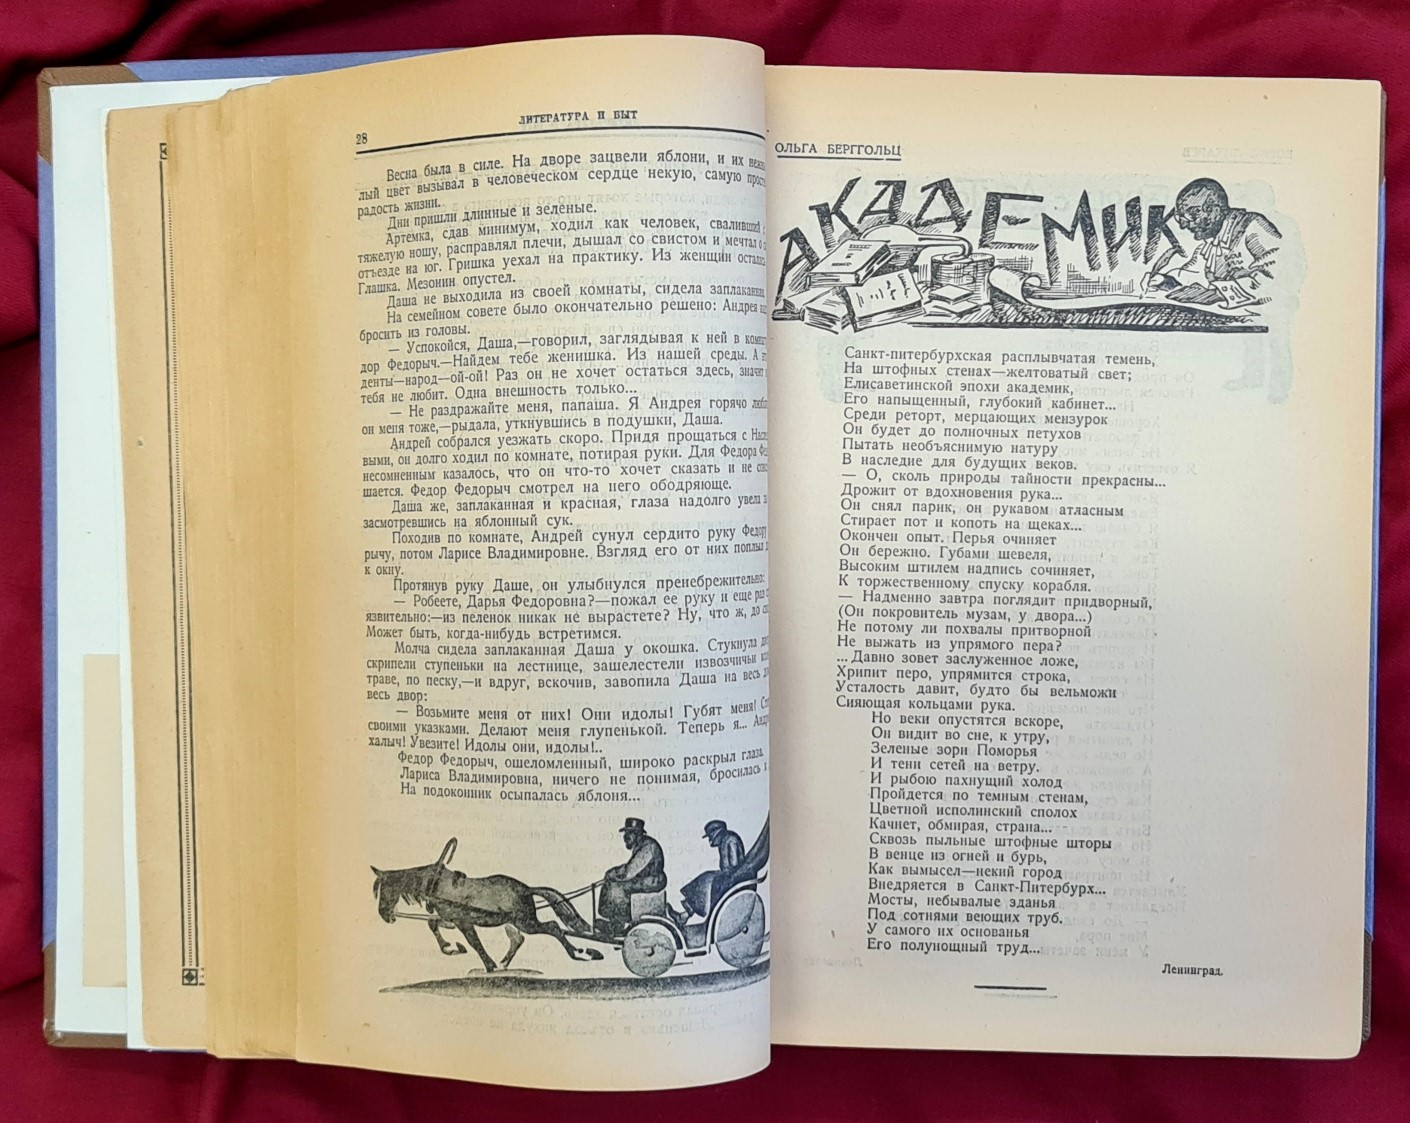 28
ЛИТЕРАТУРА И БЫТ
Весна была в силе. На дворе зацвели яблони, и их
лый цвет вызывал в человеческом сердце некую, самую
радость жизни.
Дни пришли длинные и зеленые.
Артемка, сдав минимум, ходил как человек, сваливший с
тяжелую ношу, расправлял плечи, дышал со свистом и мечтал о
отъезде на юг. Гришка уехал на практику. Из женщин
Глашка. Мезонин опустел.
Даша не выходила из своей комнаты, сидела заплаканная,
На семейном совете было окончательно решено: Андрея
бросить из головы.
— Успокойся, Даша,—говорил, заглядывая к ней в
дор Федорыч.—Найдем тебе женишка. Из нашей среды. А
денты—народ—ой-ой! Раз он не хочет остаться здесь, значит
тебя не любит. Одна внешность только...
— Не раздражайте меня, папаша. Я Андрея горячо
он меня тоже,—рыдала, уткнувшись в подушки, Даша.
Андрей собрался уезжать скоро. Придя прощаться с
выми, он долго ходил по комнате, потирая руки. Для Федора
несомненным казалось, что он что-то хочет сказать и не
шается. Федор Федорыч смотрел на него ободряюще.
Даша же, заплаканная и красная, глаза надолго увела
засмотревшись на яблонный сук.
Походив по комнате, Андрей сунул сердито руку Федору
рычу, потом Ларисе Владимировне. Взгляд его от них поплыл
к окну.
Протянув руку Даше, он улыбнулся пренебрежительно:
— Робеете, Дарья Федоровна?—пожал ее руку и еще раз
язвительно:—из пеленок никак не вырастете? Ну, что ж, до
Может быть, когда-нибудь встретимся.
Молча сидела заплаканная Даша у окошка. Стукнула
скрипели ступеньки на лестнице, зашелестели извозчичьи
траве, по песку,—и вдруг, вскочив, завопила Даша на весь
весь двор:
— Возьмите меня от них! Они идолы! Губят меня!
своими указками. Делают меня глупенькой. Теперь я...
халыч! Увезите! Идолы они, идолы!..
Федор Федорыч, ошеломленный, широко раскрыл глаза.
Лариса Владимировна, ничего не понимая, бросилась к
На подоконник осыпалась яблоня...
ОЛЬГА БЕРГГОЛЬЦ
АКАДЕМИК
Санкт-питербурхская расплывчатая темень,
На штофных стенах—желтоватый свет;
Елисаветинской эпохи академик,
Его напыщенный, глубокий кабинет...
Среди реторт, мерцающих мензурок
Он будет до полночных петухов
Пытать необъяснимую натуру
В наследие для будущих веков.
— О, сколь природы тайности прекрасны...
Дрожит от вдохновения рука...
Он снял парик, он рукавом атласным
Стирает пот и копоть на щеках...
Окончен опыт. Перья очиняет
Он бережно. Губами шевеля,
Высоким штилем надпись сочиняет,
К торжественному спуску корабля.
— Надменно завтра поглядит придворный,
(Он покровитель музам, у двора...)
Не потому ли похвалы притворной
Не выжать из упрямого пера?
... Давно зовет заслуженное ложе,
Хрипит перо, упрямится строка,
Усталость давит, будто бы вельможи
Сияющая кольцами рука.
Но веки опустятся вскоре,
Он видит во сне, к утру,
Зеленые зори Поморья
И тени сетей на ветру.
И рыбою пахнущий холод
Пройдется по темным стенам,
Цветной исполинский сполох
Качнет, обмирая, страна...
Сквозь пыльные штофные шторы
В венце из огней и бурь,
Как вымысел—некий город
Внедряется в Санкт-Питербурх...
Мосты, небывалые зданья
Под сотнями веющих труб.
У самого их основанья
Его полунощный труд...
Ленинград.